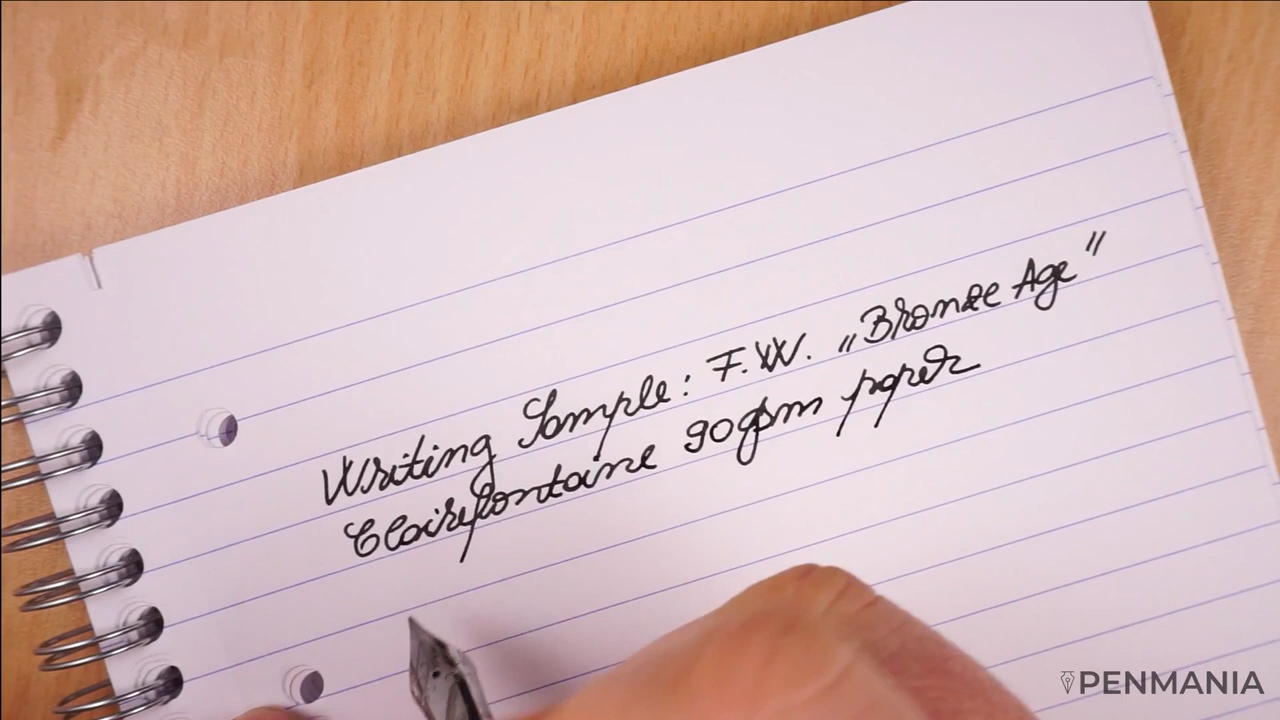 Writing Sample: F.W. „Bronze Age"
Clairefontaine 90gsm paper
PENMANIA